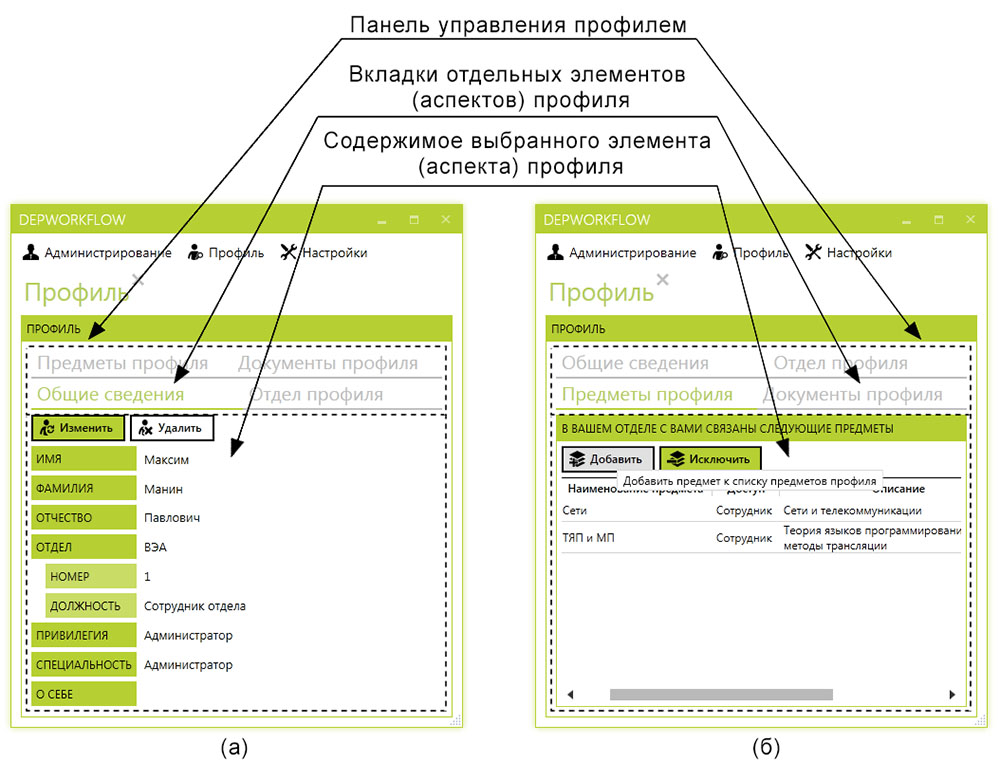 Панель управления профилем
Вкладки отдельных элементов
(аспектов) профиля
Содержимое выбранного элемента
(аспекта) профиля
DEPWORKFLOW
Администрирование Профиль Настройки
Профиль
ПРОФИЛЬ
Предметы профиля Документы профиля
Общие сведения Отдел профиля
Изменить Удалить
ИМЯ Максим
ФАМИЛИЯ Манин
ОТЧЕСТВО Павлович
ОТДЕЛ ВЭА
НОМЕР 1
ДОЛЖНОСТЬ Сотрудник отдела
ПРИВИЛЕГИЯ Администратор
СПЕЦИАЛЬНОСТЬ Администратор
О СЕБЕ
(а)
DEPWORKFLOW
Администрирование Профиль Настройки
Профиль
ПРОФИЛЬ
Общие сведения Отдел профиля
Предметы профиля Документы профиля
В ВАШЕМ ОТДЕЛЕ С ВАМИ СВЯЗАНЫ СЛЕДУЮЩИЕ ПРЕДМЕТЫ
Добавить Исключить
Добавить предмет к списку предметов профиля
Наименование предмета Доступ Описание
Сети Сотрудник Сети и телекоммуникации
ТЯП и МП Сотрудник Теория языков программировани
методы трансляции
(б)